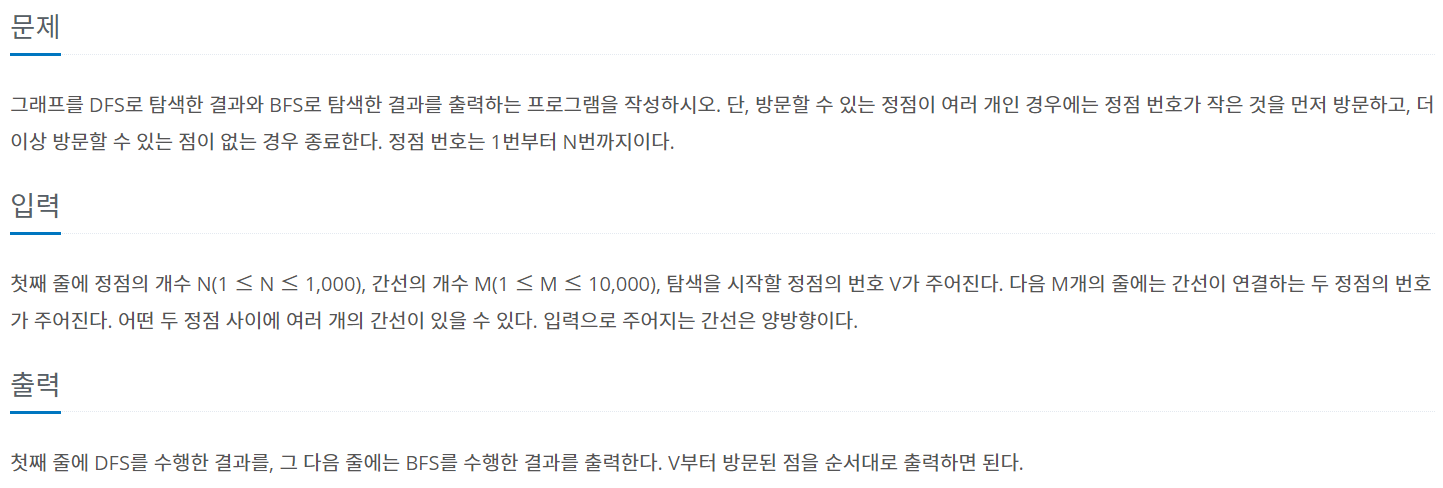 문제
그래프를 DFS로 탐색한 결과와 BFS로 탐색한 결과를 출력하는 프로그램을 작성하시오. 단, 방문할 수 있는 정점이 여러 개인 경우에는 정점 번호가 작은 것을 먼저 방문하고, 더
이상 방문할 수 있는 점이 없는 경우 종료한다. 정점 번호는 1번부터 N번까지이다.
입력
첫째 줄에 정점의 개수 N(1 ≤ N ≤ 1,000), 간선의 개수 M(1 ≤ M ≤ 10,000), 탐색을 시작할 정점의 번호 V가 주어진다. 다음 M개의 줄에는 간선이 연결하는 두 정점의 번호
가 주어진다. 어떤 두 정점 사이에 여러 개의 간선이 있을 수 있다. 입력으로 주어지는 간선은 양방향이다.
출력
첫째 줄에 DFS를 수행한 결과를, 그 다음 줄에는 BFS를 수행한 결과를 출력한다. V부터 방문된 점을 순서대로 출력하면 된다.